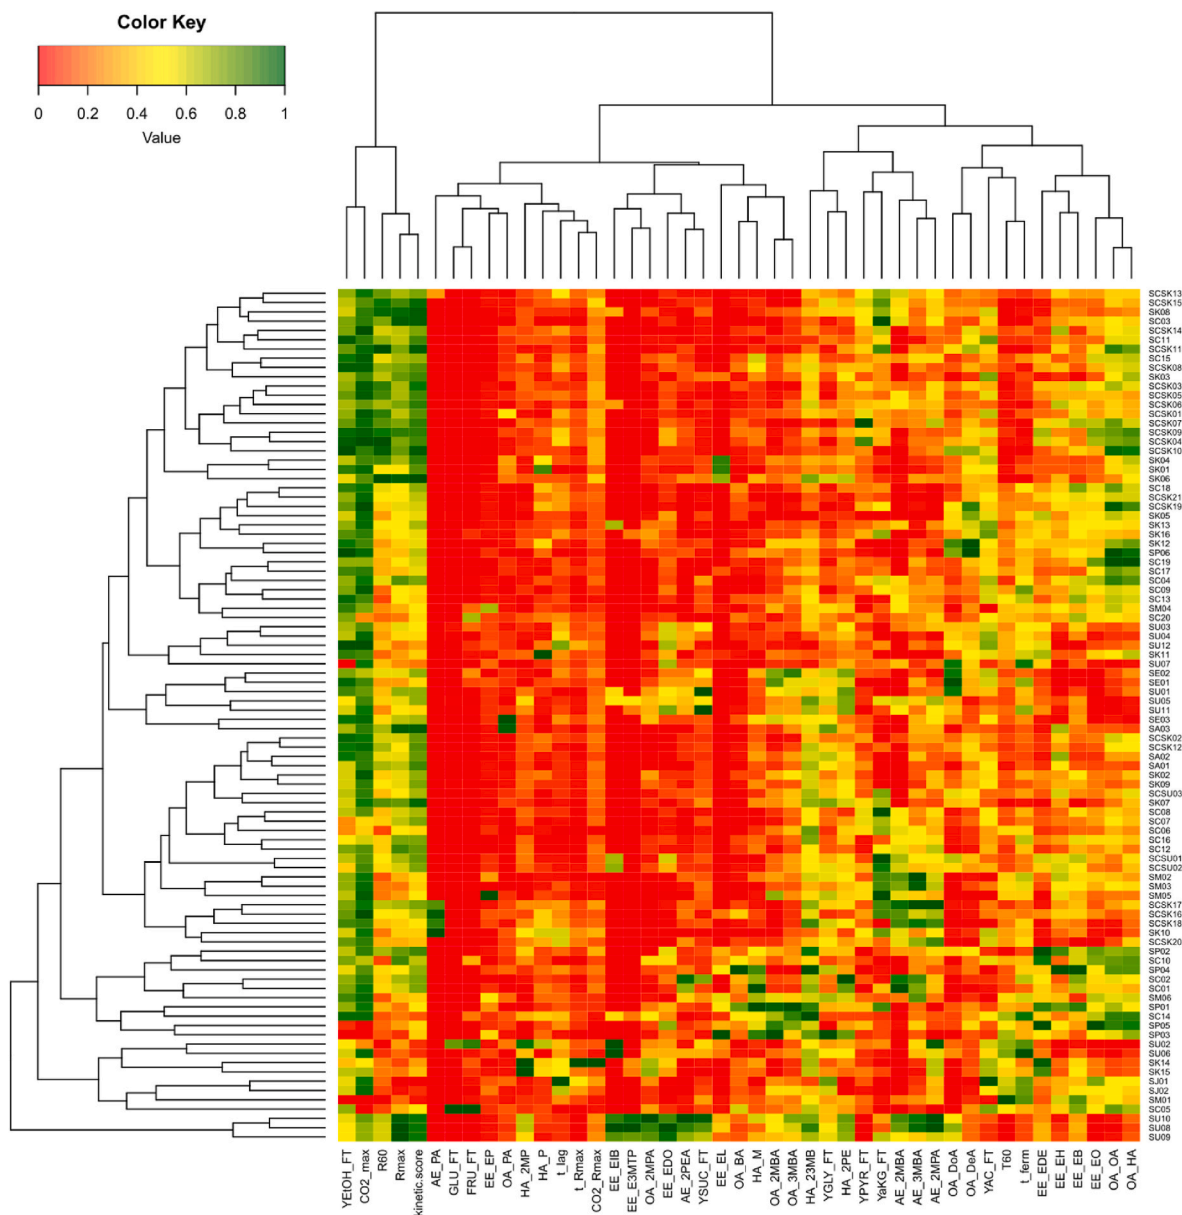 Color Key
0 0.2 0.4 0.6 0.8 1
Value
SCSK13
SCSK15
SK08
SC03
SCSK14
SC11
SCSK11
SC15
SCSK08
SK03
SCSK03
SCSK05
SCSK06
SCSK01
SCSK07
SCSK09
SCSK04
SCSK10
SK04
SK01
SK06
SC18
SCSK21
SCSK19
SK05
SK13
SK16
SK12
SP06
SC19
SC17
SC04
SC09
SC13
SM04
SC20
SU03
SU04
SU12
SK11
SU07
SE02
SE01
SU01
SU05
SU11
SE03
SA03
SCSK02
SCSK12
SA02
SA01
SK02
SK09
SCSU03
SK07
SC08
SC07
SC06
SC16
SC12
SCSU01
SCSU02
SM02
SM03
SM05
SCSK17
SCSK16
SCSK18
SK10
SCSK20
SP02
SC10
SP04
SC02
SC01
SM06
SP01
SC14
SP05
SP03
SU02
SU06
SK14
SK15
SJ01
SJ02
SM01
SC05
SU10
SU08
SU09
YEtOH_FT
CO2_max
R60
Rmax
kinetic.score
AE_PA
GLU_FT
FRU_FT
EE_EP
OA_PA
HA_2MP
HA_P
t_lag
t_Rmax
CO2_Rmax
EE_EIB
EE_E3MTP
OA_2MPA
EE_EDO
AE_2PEA
YSUC_FT
EE_EL
OA_BA
HA_M
OA_2MBA
OA_3MBA
HA_23MB
YGLY_FT
HA_2PE
YPYR_FT
YaKG_FT
AE_2MBA
AE_3MBA
AE_2MPA
OA_DoA
OA_DeA
YAC_FT
T60
t_ferm
EE_EDE
EE_EH
EE_EB
EE_EO
OA_OA
OA_HA